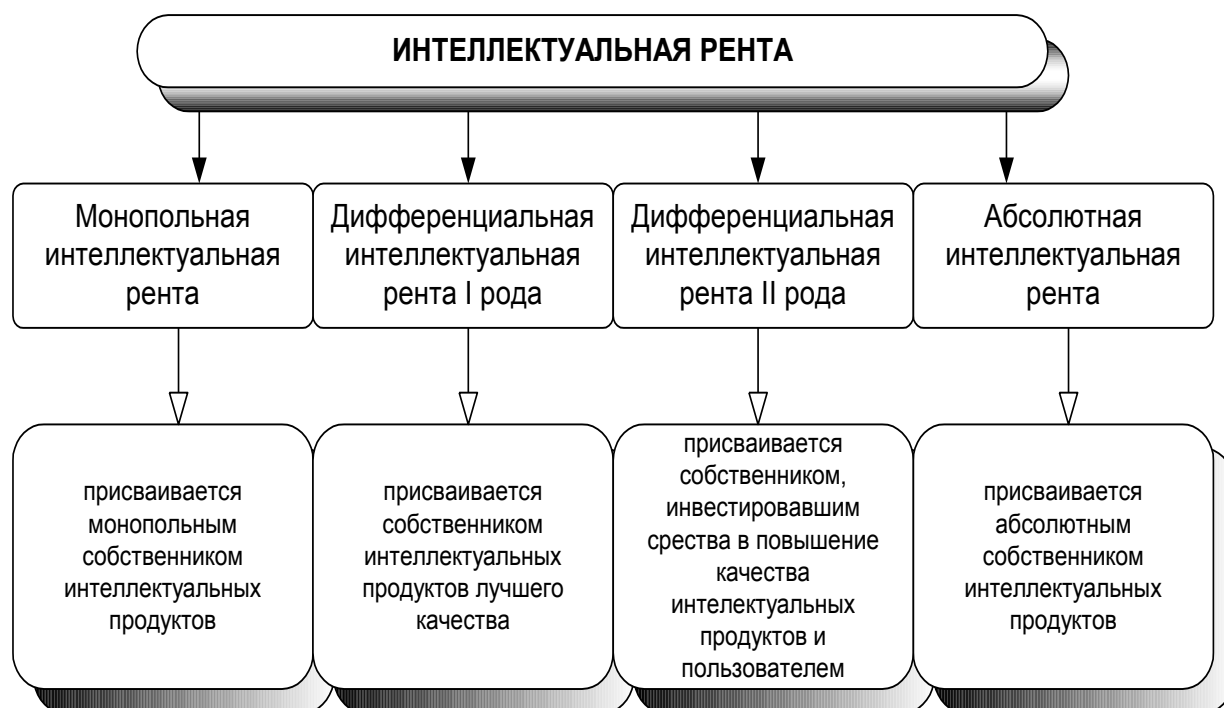 ИНТЕЛЛЕКТУАЛЬНАЯ РЕНТА
Монопольная
интеллектуальная
рента
Дифференциальная
интеллектуальная
рента I рода
Дифференциальная
интеллектуальная
рента II рода
Абсолютная
интеллектуальная
рента
присваивается
монопольным
собственником
интеллектуальных
продуктов
присваивается
собственником
интеллектуальных
продуктов лучшего
качества
присваивается
собственником,
инвестировавшим
срества в повышение
качества
интелектуальных
продуктов и
пользователем
присваивается
абсолютным
собственником
интеллектуальных
продуктов